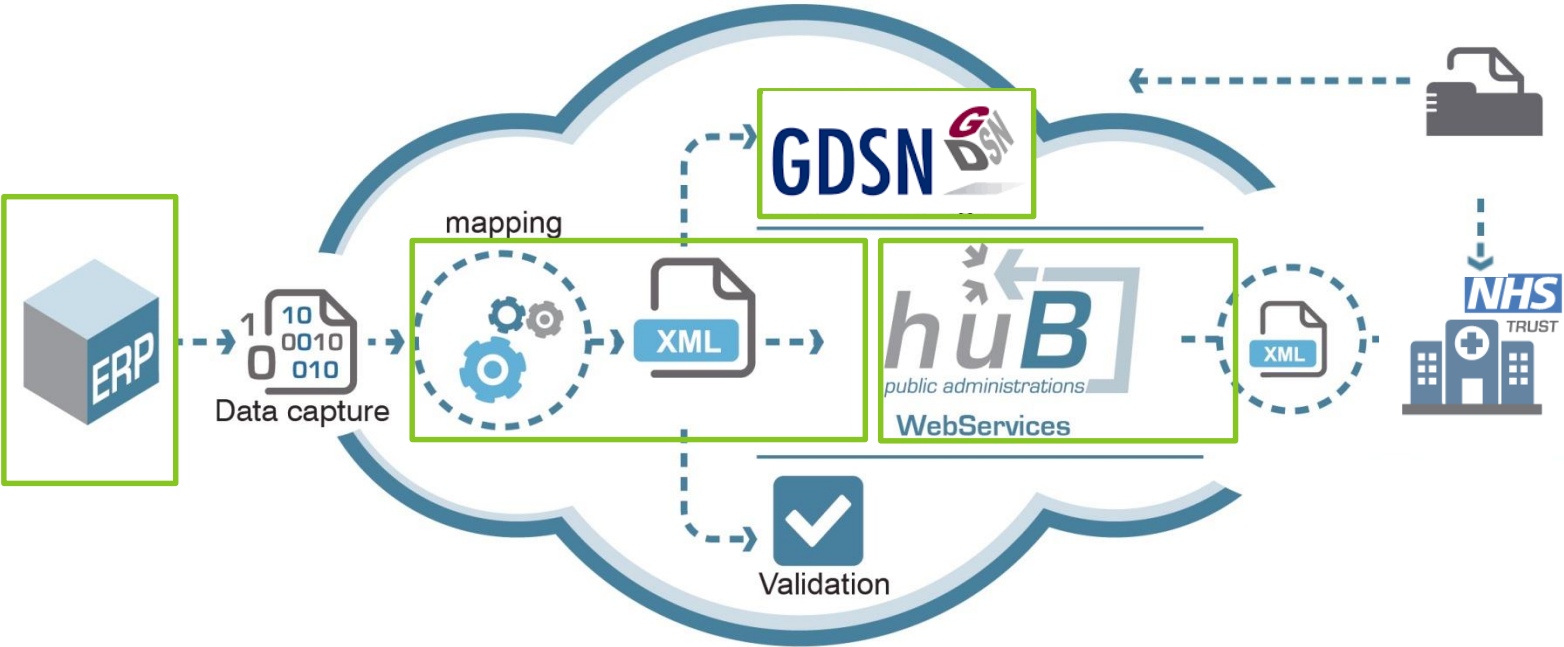 GDSN
G
D SN
mapping
ERP
10
1 0010
0 010
Data capture
XML
huB
public administrations
WebServices
XML
NHS
TRUST
Validation